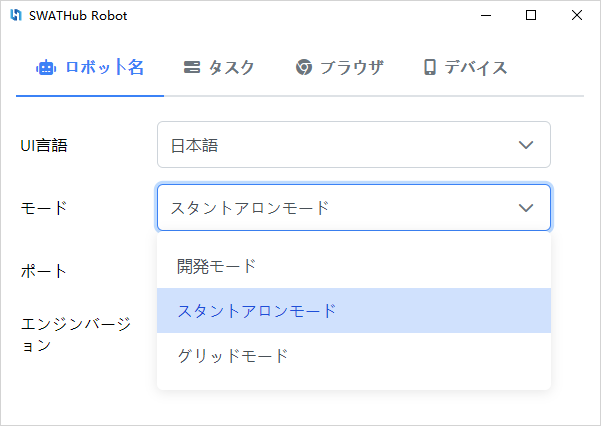 SWATHub Robot
ロボット名 タスク ブラウザ デバイス
UI言語 日本語
モード スタントアロンモード
開発モード
ポート
スタントアロンモード
エンジンバージ
ョン
グリッドモード